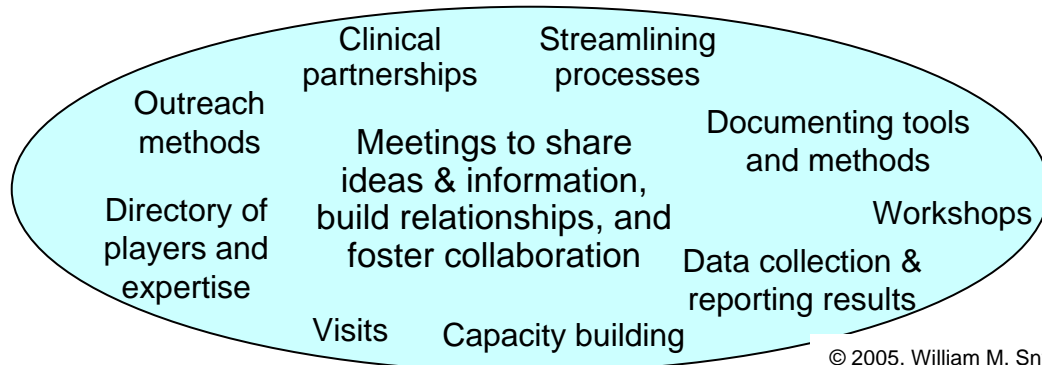 Clinical
partnerships
Streamlining
processes
Outreach
methods
Documenting tools
and methods
Meetings to share
ideas & information,
build relationships, and
foster collaboration
Directory of
players and
expertise
Workshops
Data collection &
reporting results
Visits
Capacity building
© 2005. William M. Sn